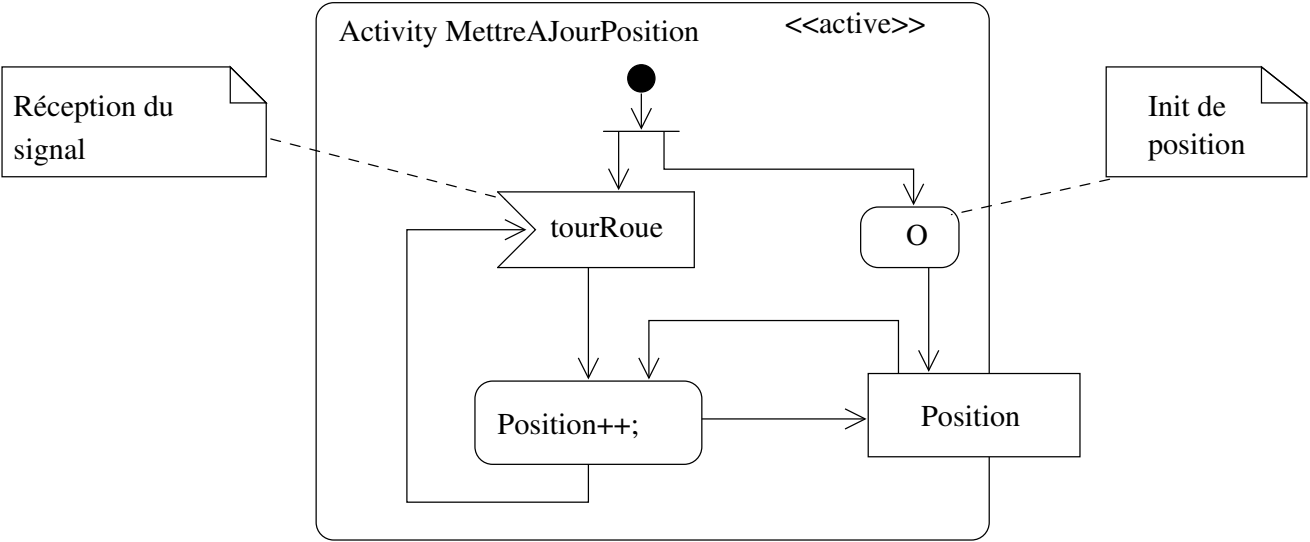 Activity MettreAJourPosition
<<active>>
Réception du
signal
Init de
position
tourRoue
O
Position++;
Position